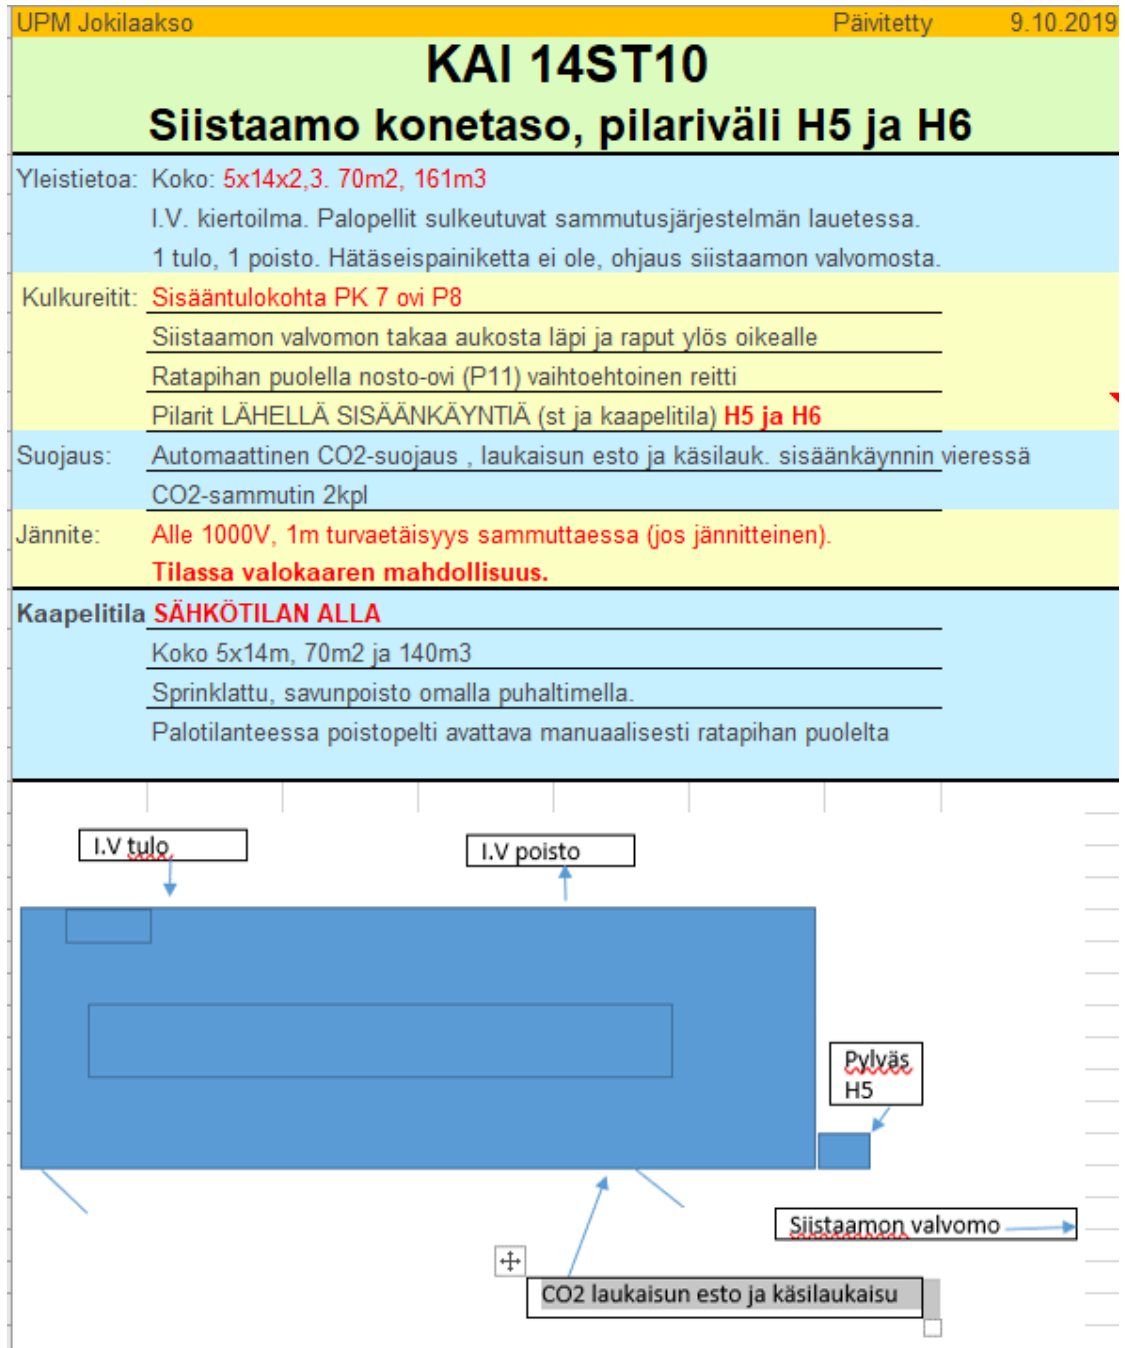 UPM Jokilaakso Päivitetty 9.10.2019
KAI 14ST10
Siistaamo konetaso, pilariväli H5 ja H6
Yleistietoa: Koko: 5x14x2,3. 70m2, 161m3
I.V. kiertoilma. Palopellit sulkeutuvat sammutusjärjestelmän lauetessa.
1 tulo, 1 poisto. Hätäseispainiketta ei ole, ohjaus siistaamon valvomosta.
Kulkureitit: Sisääntulokohta PK 7 ovi P8
Siistaamon valvomon takaa aukosta läpi ja raput ylös oikealle
Ratapihan puolella nosto-ovi (P11) vaihtoehtoinen reitti
Pilarit LÄHELLÄ SISÄÄNKÄYNTIÄ (st ja kaapelitila) H5 ja H6
Suojaus: Automaattinen CO2-suojaus , laukaisun esto ja käsilauk. sisäänkäynnin vieressä
CO2-sammutin 2kpl
Jännite: Alle 1000V, 1m turvaetäisyys sammuttaessa (jos jännitteinen).
Tilassa valokaaren mahdollisuus.
Kaapelitila SÄHKÖTILAN ALLA
Koko 5x14m, 70m2 ja 140m3
Sprinklattu, savunpoisto omalla puhaltimella.
Palotilanteessa poistopelti avattava manuaalisesti ratapihan puolelta
I.V tulo
I.V poisto
Pylväs
H5
Siistaamon valvomo
CO2 laukaisun esto ja käsilaukaisu